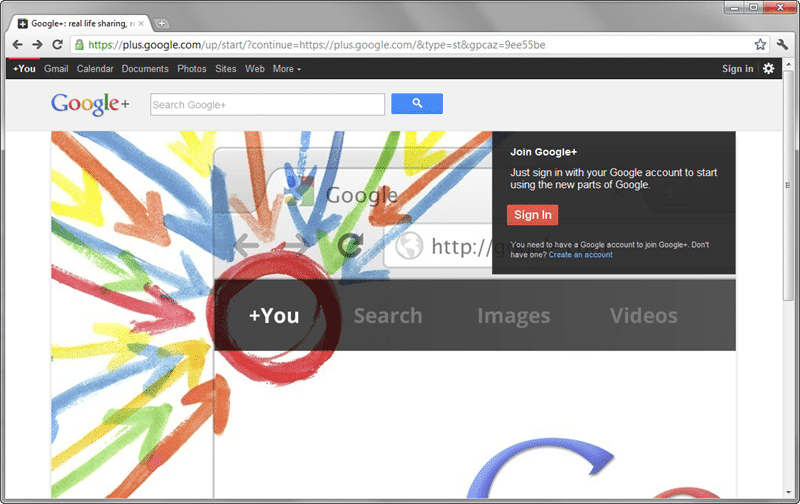 Google+: real life sharing, r
https://plus.google.com/up/start/?continue=https://plus.google.com/&type=st&gpcaz=9ee55be
+You Gmail Calendar Documents Photos Sites Web More Sign in
Google+ Search Google+
Join Google+
Just sign in with your Google account to start
using the new parts of Google.
Google
Sign In
You need to have a Google account to join Google+. Don't
have one? Create an account
http://g
+You Search Images Videos
G